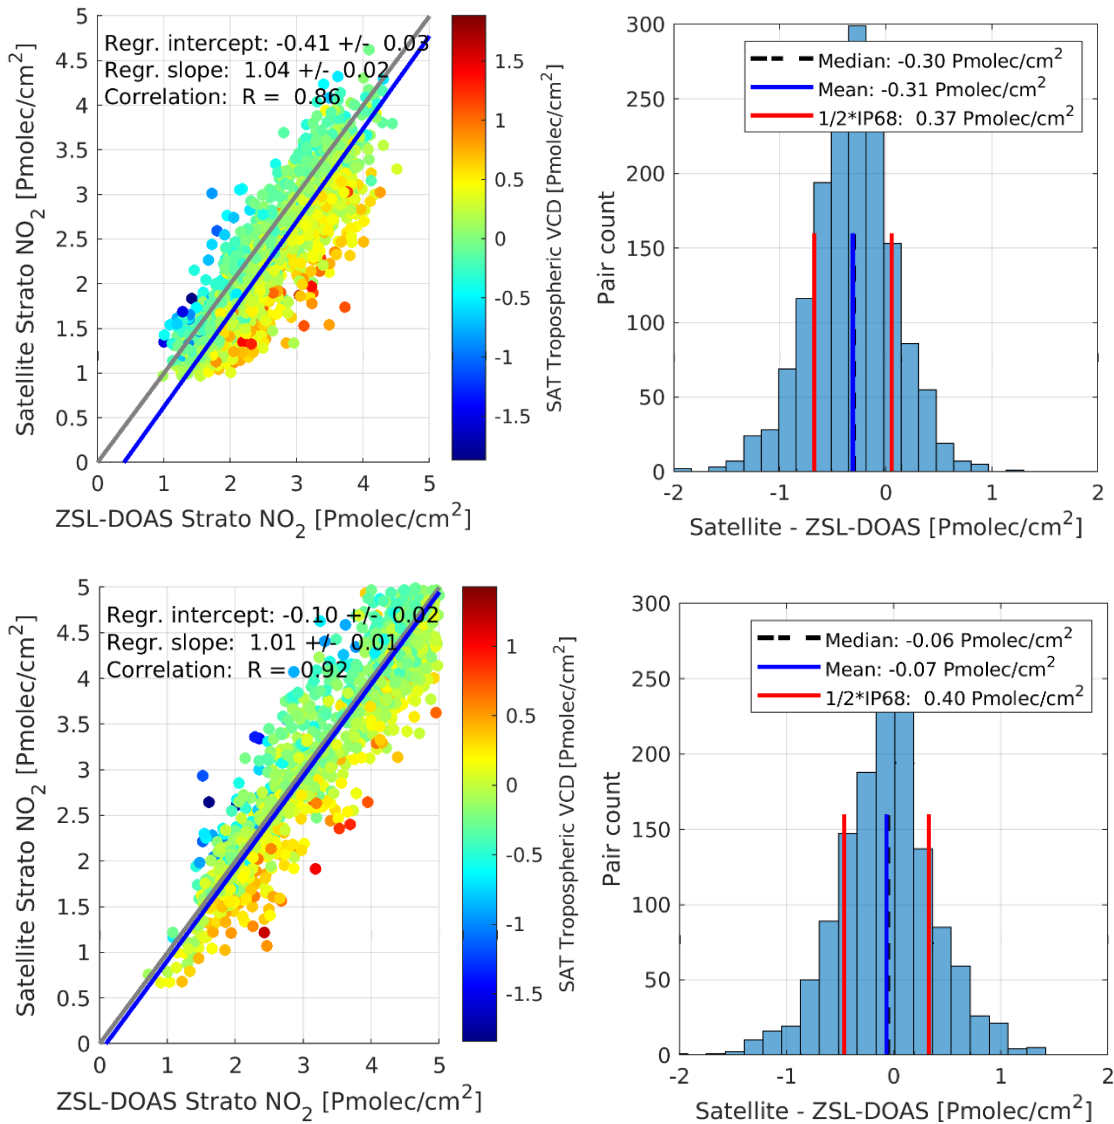 Regr. intercept: -0.41 +/- 0.03
Regr. slope: 1.04 +/- 0.02
Correlation: R = 0.86
Satellite Strato NO2 [Pmolec/cm2]
5
4.5
4
3.5
3
2.5
2
1.5
1
0.5
0
0 1 2 3 4 5
ZSL-DOAS Strato NO2 [Pmolec/cm2]
1.5
1
0.5
0
-0.5
-1
-1.5
SAT Tropospheric VCD [Pmolec/cm2]
Median: -0.30 Pmolec/cm2
Mean: -0.31 Pmolec/cm2
1/2*IP68: 0.37 Pmolec/cm2
Pair count
300
250
200
150
100
50
0
-2 -1 0 1 2
Satellite - ZSL-DOAS [Pmolec/cm2]
Regr. intercept: -0.10 +/- 0.02
Regr. slope: 1.01 +/- 0.01
Correlation: R = 0.92
Satellite Strato NO2 [Pmolec/cm2]
5
4.5
4
3.5
3
2.5
2
1.5
1
0.5
0
0 1 2 3 4 5
ZSL-DOAS Strato NO2 [Pmolec/cm2]
1
0.5
0
-0.5
-1
-1.5
SAT Tropospheric VCD [Pmolec/cm2]
Median: -0.06 Pmolec/cm2
Mean: -0.07 Pmolec/cm2
1/2*IP68: 0.40 Pmolec/cm2
Pair count
300
250
200
150
100
50
0
-2 -1 0 1 2
Satellite - ZSL-DOAS [Pmolec/cm2]